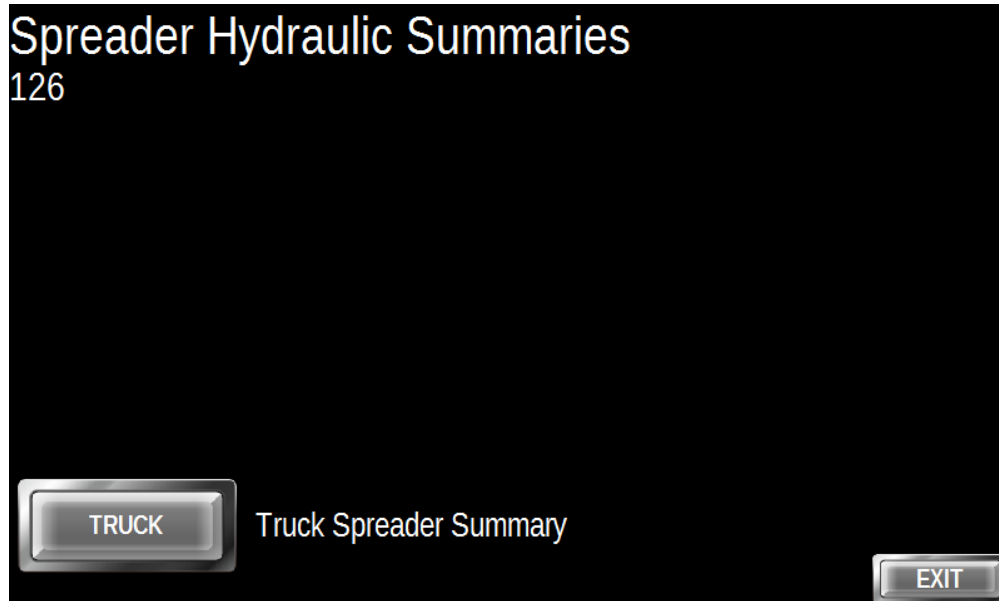 Spreader Hydraulic Summaries
126
TRUCK
Truck Spreader Summary
EXIT